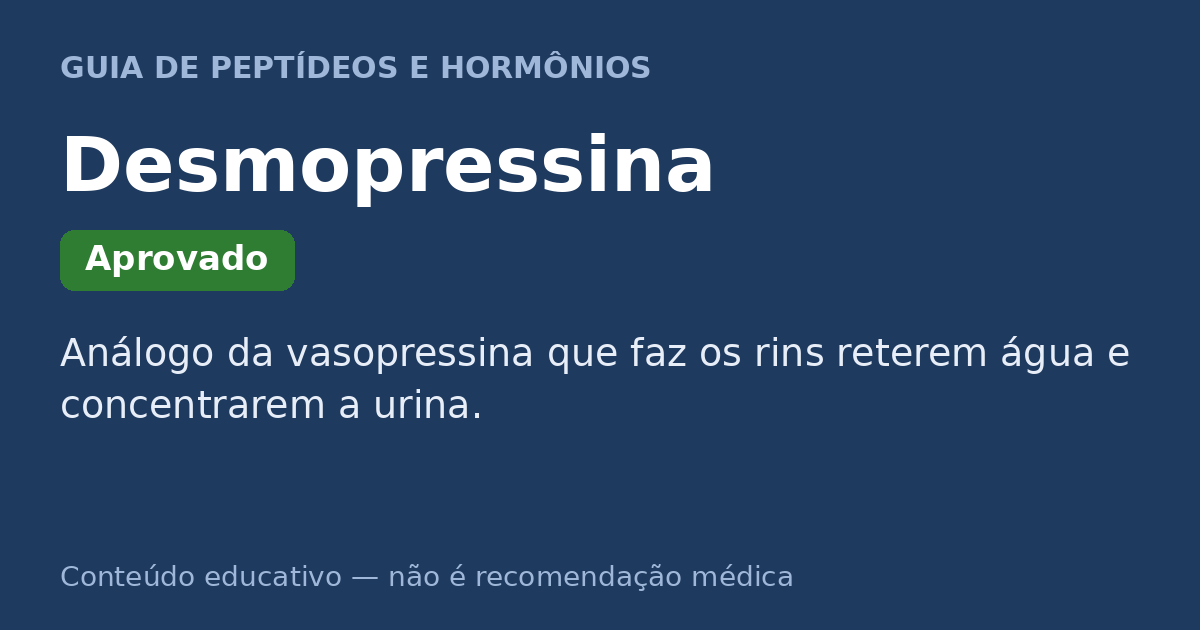 GUIA DE PEPTÍDEOS E HORMÔNIOS
Desmopressina
Aprovado
Análogo da vasopressina que faz os rins reterem água e
concentrarem a urina.
Conteúdo educativo — não é recomendação médica